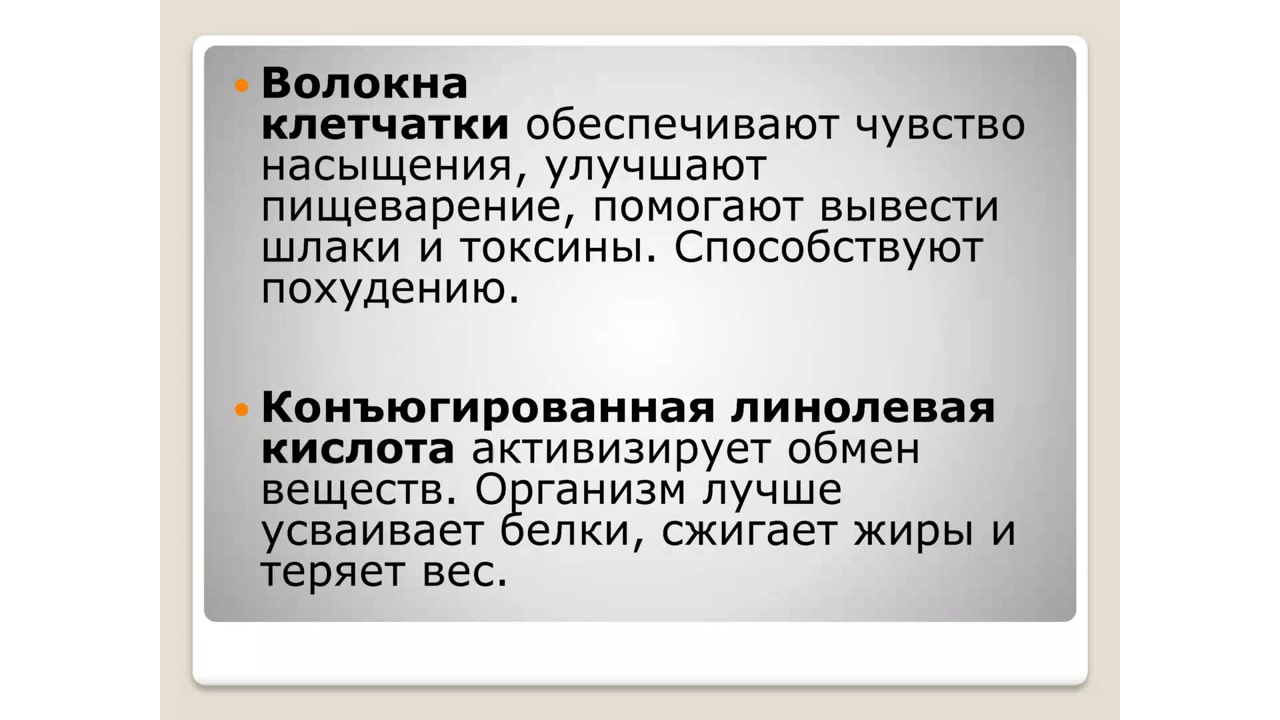 Волокна
клетчатки обеспечивают чувство
насыщения, улучшают
пищеварение, помогают вывести
шлаки и токсины. Способствуют
похудению.
Конъюгированная линолевая
кислота активизирует обмен
веществ. Организм лучше
усваивает белки, сжигает жиры и
теряет вес.